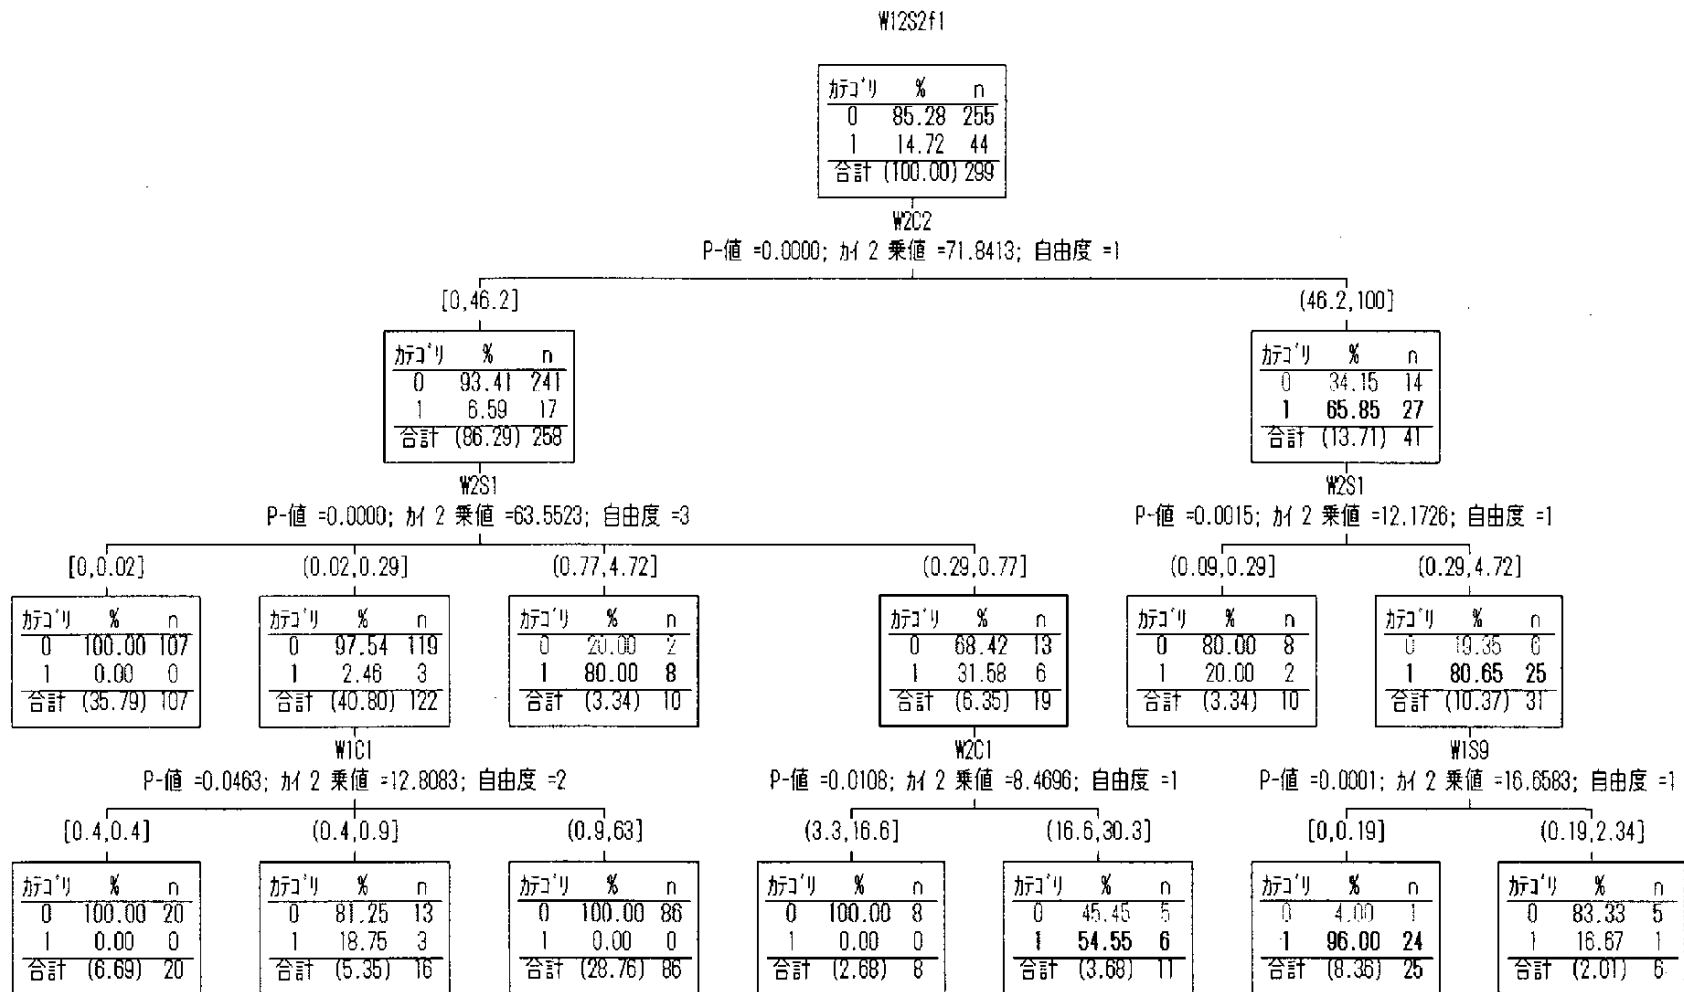 W12S2f1
カテゴリ % n
0 85.28 255
1 14.72 44
合計 (100.00) 299
W2C2
P-値 =0.0000; カイ 2 乗値 =71.8413; 自由度 =1
[0,46.2]
(46.2,100]
カテゴリ % n
0 93.41 241
1 6.59 17
合計 (86.29) 258
カテゴリ % n
0 34.15 14
1 65.85 27
合計 (13.71) 41
W2S1
P-値 =0.0000; カイ 2 乗値 =63.5523; 自由度 =3
W2S1
P-値 =0.0015; カイ 2 乗値 =12.1726; 自由度 =1
[0,0.02]
(0.02,0.29]
(0.77,4.72]
(0.29,0.77]
(0.09,0.29]
(0.29,4.72]
カテゴリ % n
0 100.00 107
1 0.00 0
合計 (35.79) 107
カテゴリ % n
0 97.54 119
1 2.46 3
合計 (40.80) 122
カテゴリ % n
0 20.00 2
1 80.00 8
合計 (3.34) 10
カテゴリ % n
0 68.42 13
1 31.58 6
合計 (6.35) 19
カテゴリ % n
0 80.00 8
1 20.00 2
合計 (3.34) 10
カテゴリ % n
0 19.35 6
1 80.65 25
合計 (10.37) 31
W1C1
P-値 =0.0463; カイ 2 乗値 =12.8083; 自由度 =2
W2C1
P-値 =0.0108; カイ 2 乗値 =8.4696; 自由度 =1
W1S9
P-値 =0.0001; カイ 2 乗値 =16.6583; 自由度 =1
[0.4,0.4]
(0.4,0.9]
(0.9,63]
(3.3,16.6]
(16.6,30.3]
[0,0.19]
(0.19,2.34]
カテゴリ % n
0 100.00 20
1 0.00 0
合計 (6.69) 20
カテゴリ % n
0 81.25 13
1 18.75 3
合計 (5.35) 16
カテゴリ % n
0 100.00 86
1 0.00 0
合計 (28.76) 86
カテゴリ % n
0 100.00 8
1 0.00 0
合計 (2.68) 8
カテゴリ % n
0 45.45 5
1 54.55 6
合計 (3.68) 11
カテゴリ % n
0 4.00 1
1 96.00 24
合計 (8.36) 25
カテゴリ % n
0 83.33 5
1 16.67 1
合計 (2.01) 6